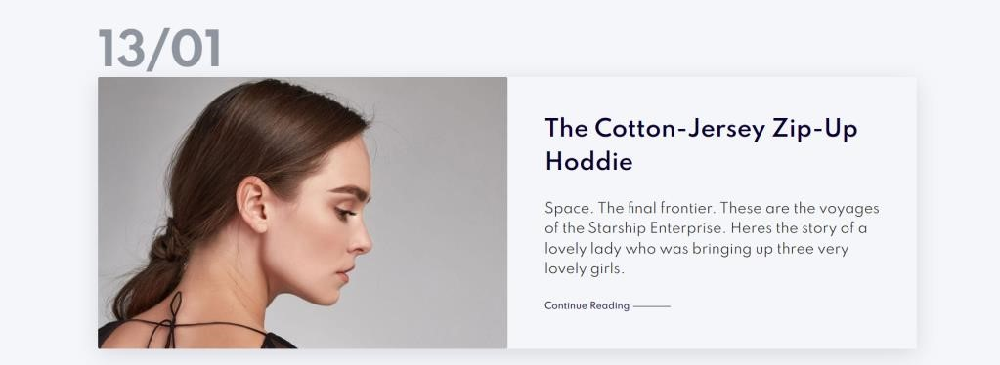 13/01
The Cotton-Jersey Zip-Up
Hoddie
Space. The final frontier. These are the voyages
of the Starship Enterprise. Heres the story of a
lovely lady who was bringing up three very
lovely girls.
Continue Reading